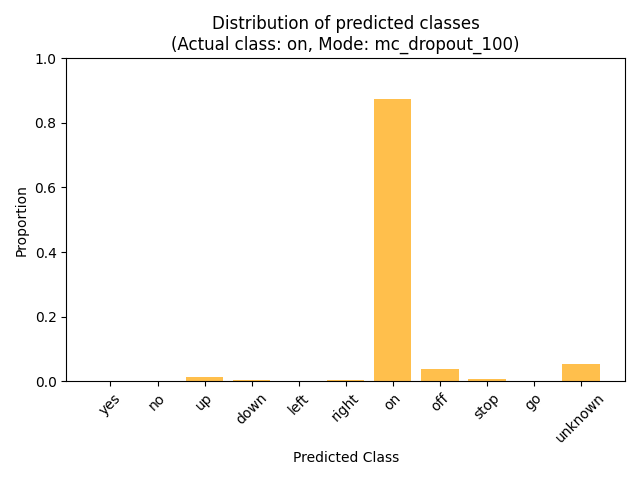 Distribution of predicted classes
(Actual class: on, Mode: mc_dropout_100)
1.0
0.8
0.6
0.4
0.2
0.0
Proportion
yes
no
up
down
left
right
on
off
stop
go
unknown
Predicted Class